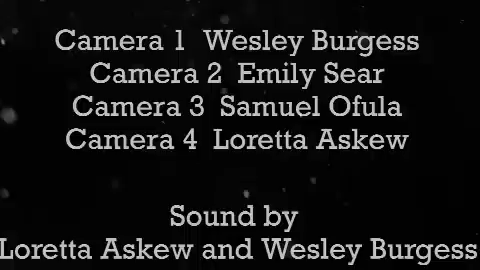 Camera 1 Wesley Burgess
Camera 2 Emily Sear
Camera 3 Samuel Ofula
Camera 4 Loretta Askew
Sound by
Loretta Askew and Wesley Burgess